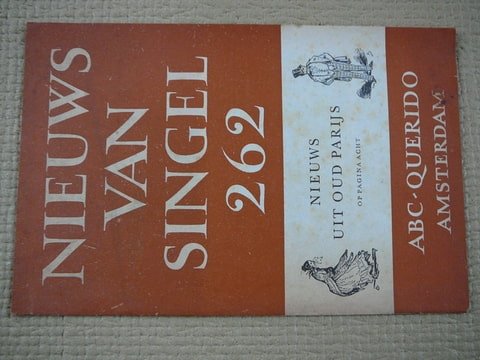 NIEUWS
VAN
SINGEL
262
NIEUWS
UIT OUD PARIJS
OP PAGINA ACHT
ABC-QUERIDO
AMSTERDAM